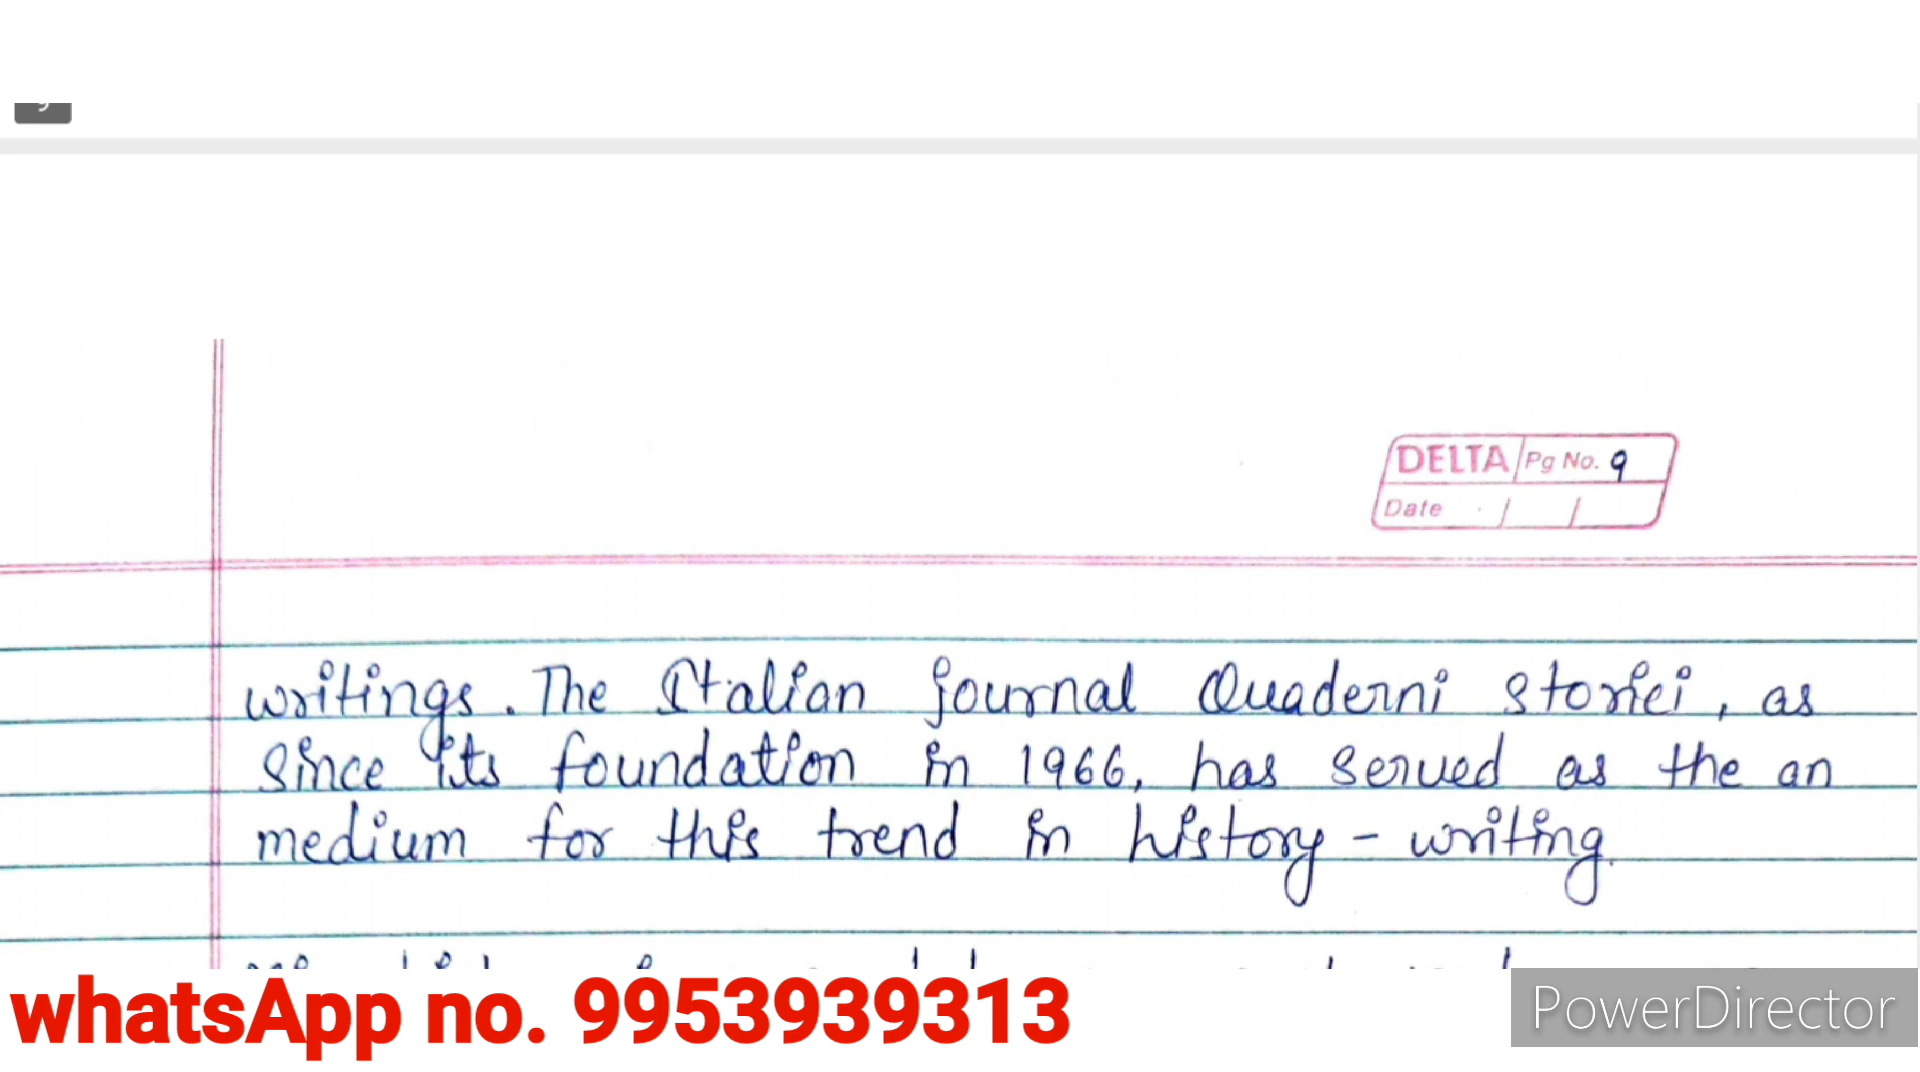 DELTA Pg No. 9
Date / /
writings. The Italian journal Quaderni storici, as
since its foundation in 1966, has served as the an
medium for this trend in history - writing.
whatsApp no. 9953939313
PowerDirector